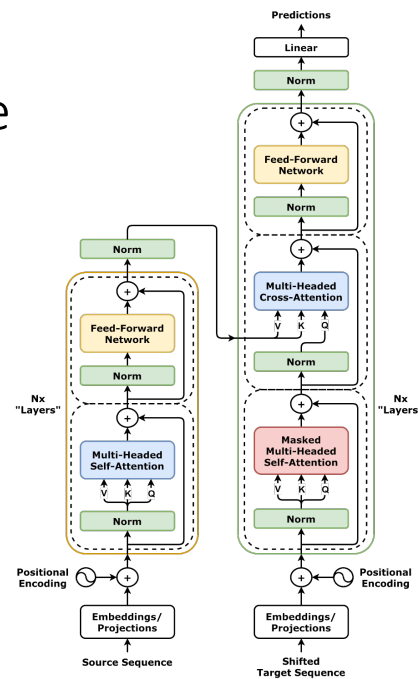 Predictions
Linear
Norm
e
+
Feed-Forward
Network
Norm
+
Multi-Headed
Cross-Attention
V K Q
Norm
Nx
"Layers
+
Masked
Multi-Headed
Self-Attention
V K Q
Norm
+
Positional
Encoding
Embeddings/
Projections
Shifted
Target Sequence
Norm
+
Feed-Forward
Network
Norm
Nx
"Layers"
+
Multi-Headed
Self-Attention
V K Q
Norm
Positional
Encoding
+
Embeddings/
Projections
Source Sequence